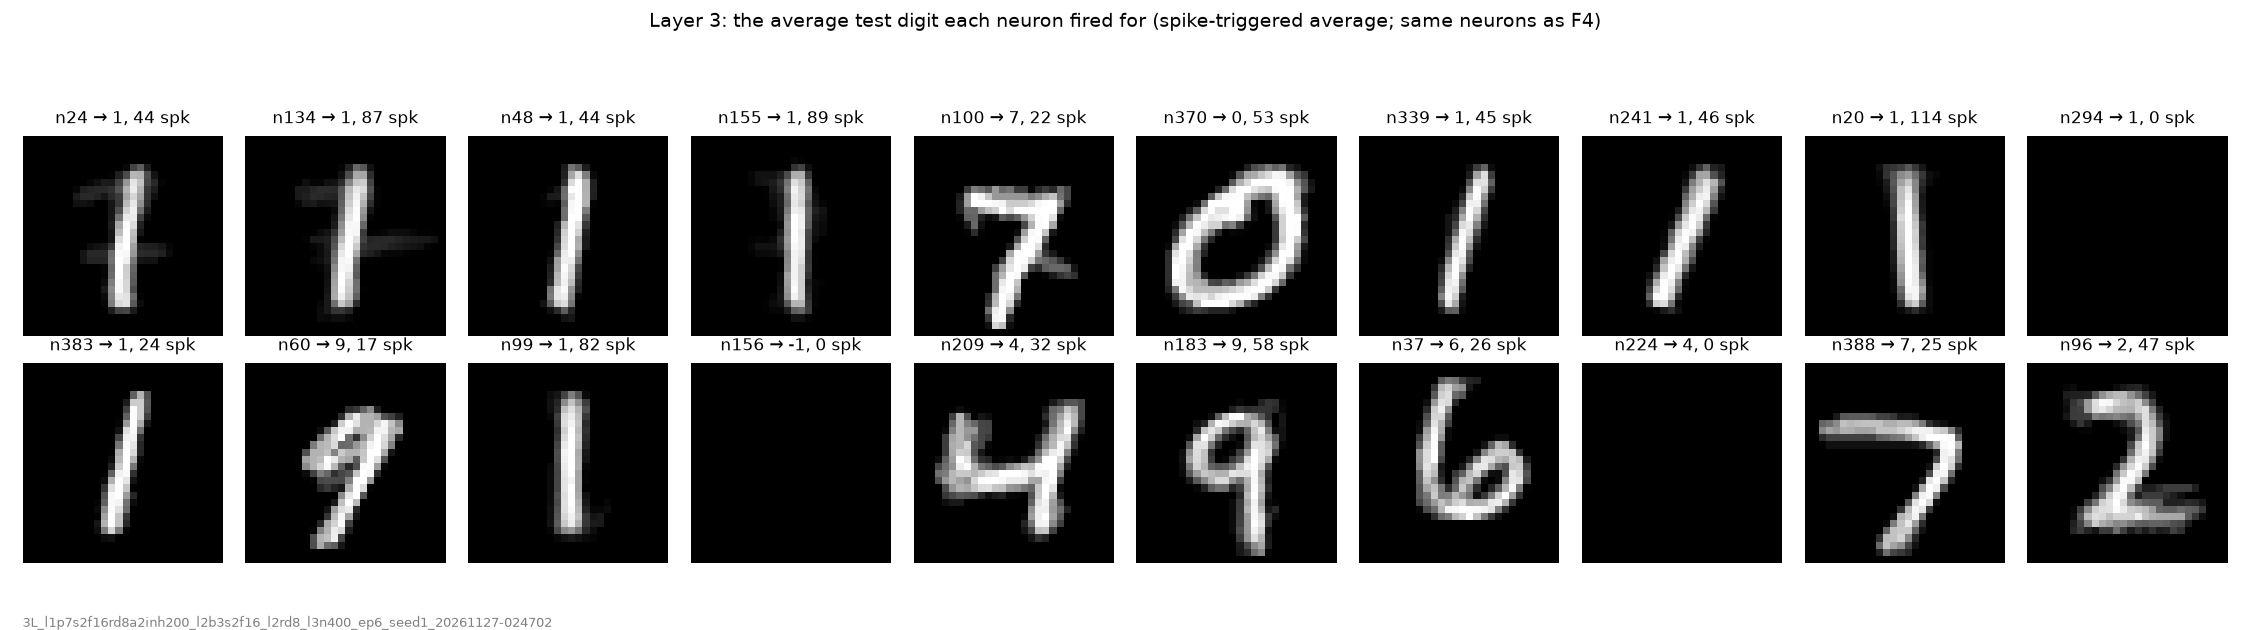 Layer 3: the average test digit each neuron fired for (spike-triggered average; same neurons as F4)
n24 → 1, 44 spk
n134 → 1, 87 spk
n48 → 1, 44 spk
n155 → 1, 89 spk
n100 → 7, 22 spk
n370 → 0, 53 spk
n339 → 1, 45 spk
n241 → 1, 46 spk
n20 → 1, 114 spk
n294 → 1, 0 spk
n383 → 1, 24 spk
n60 → 9, 17 spk
n99 → 1, 82 spk
n156 → -1, 0 spk
n209 → 4, 32 spk
n183 → 9, 58 spk
n37 → 6, 26 spk
n224 → 4, 0 spk
n388 → 7, 25 spk
n96 → 2, 47 spk
3L_l1p7s2f16rd8a2inh200_l2b3s2f16_l2rd8_l3n400_ep6_seed1_20261127-024702